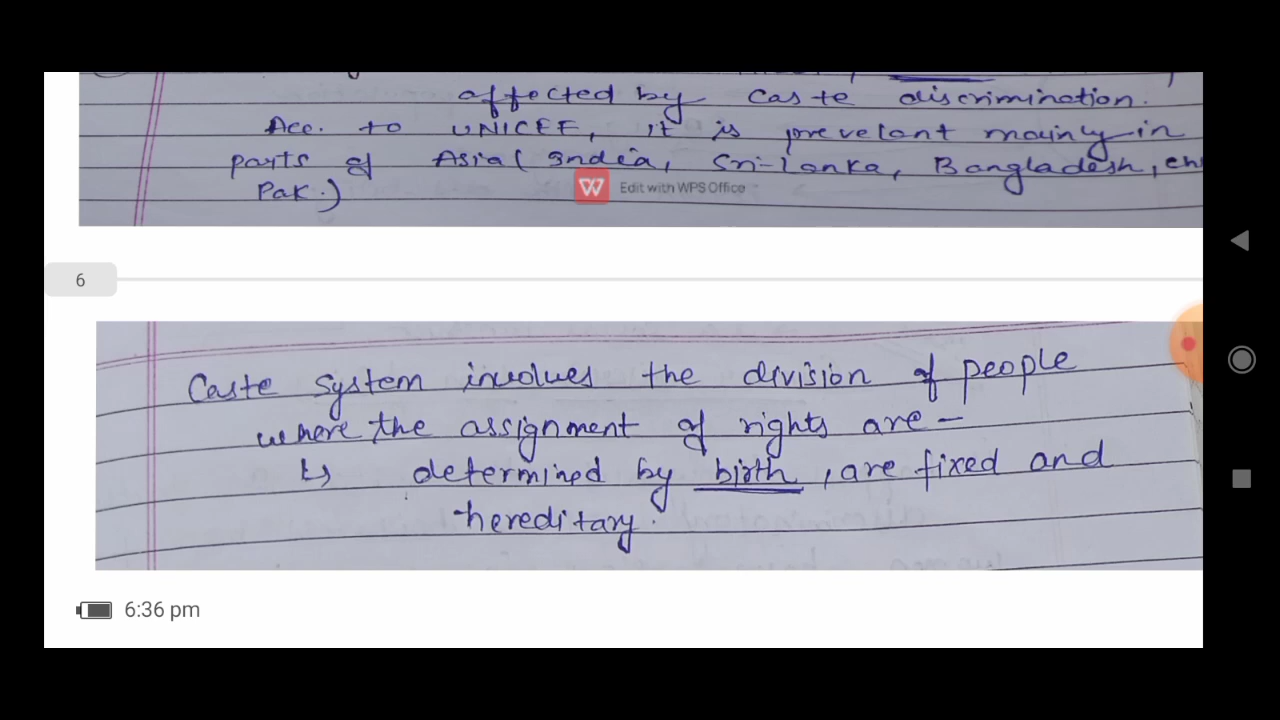 affected by caste discrimination.
Acc. to UNICEF, it is prevelant mainly in
parts of Asia( India, Sri-lanka, Bangladesh,
Pak.)
Edit with WPS Office
6
Caste system involves the division of people
where the assignment of rights are -
↳ determined by birth, are fixed and
hereditary.
6:36 pm